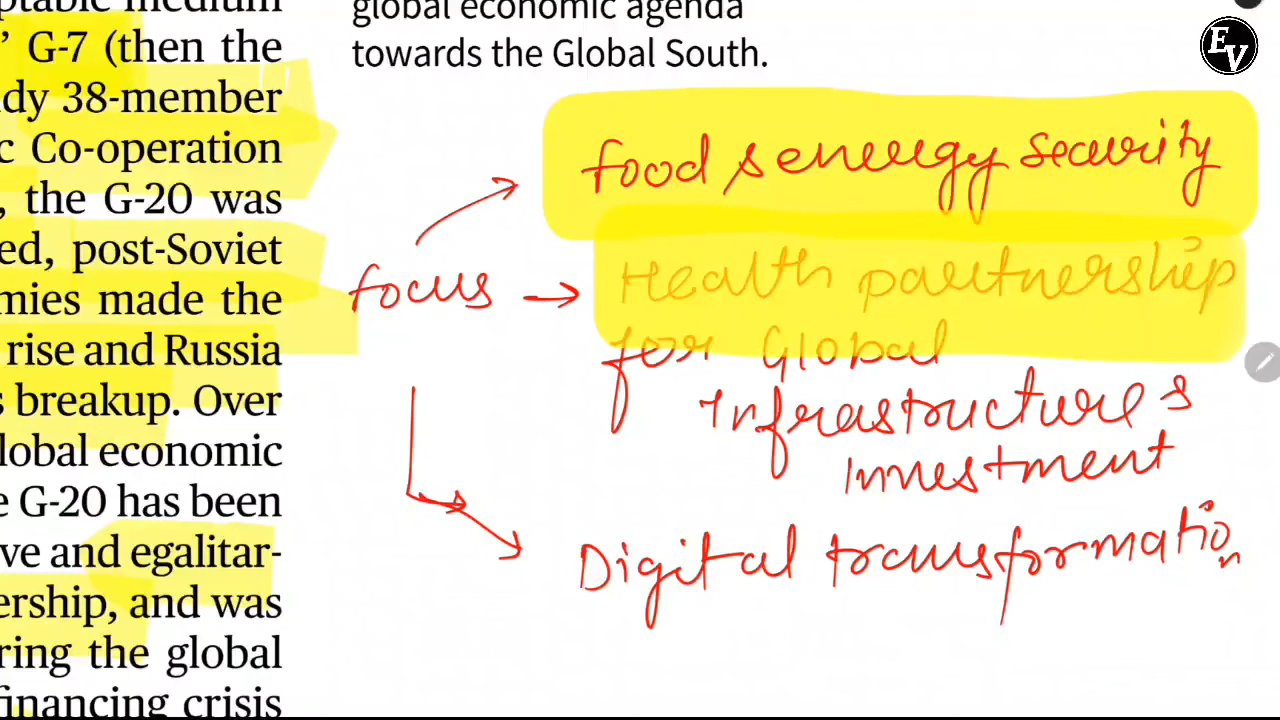 ptable medium
’ G-7 (then the
dy 38-member
c Co-operation
, the G-20 was
ed, post-Soviet
mies made the
rise and Russia
s breakup. Over
lobal economic
e G-20 has been
ve and egalitar-
ership, and was
ring the global
financing crisis
global economic agenda
towards the Global South.
EV
food & energy security
focus → Health partnership
for Global
Infrastructure &
Investment
Digital transformation